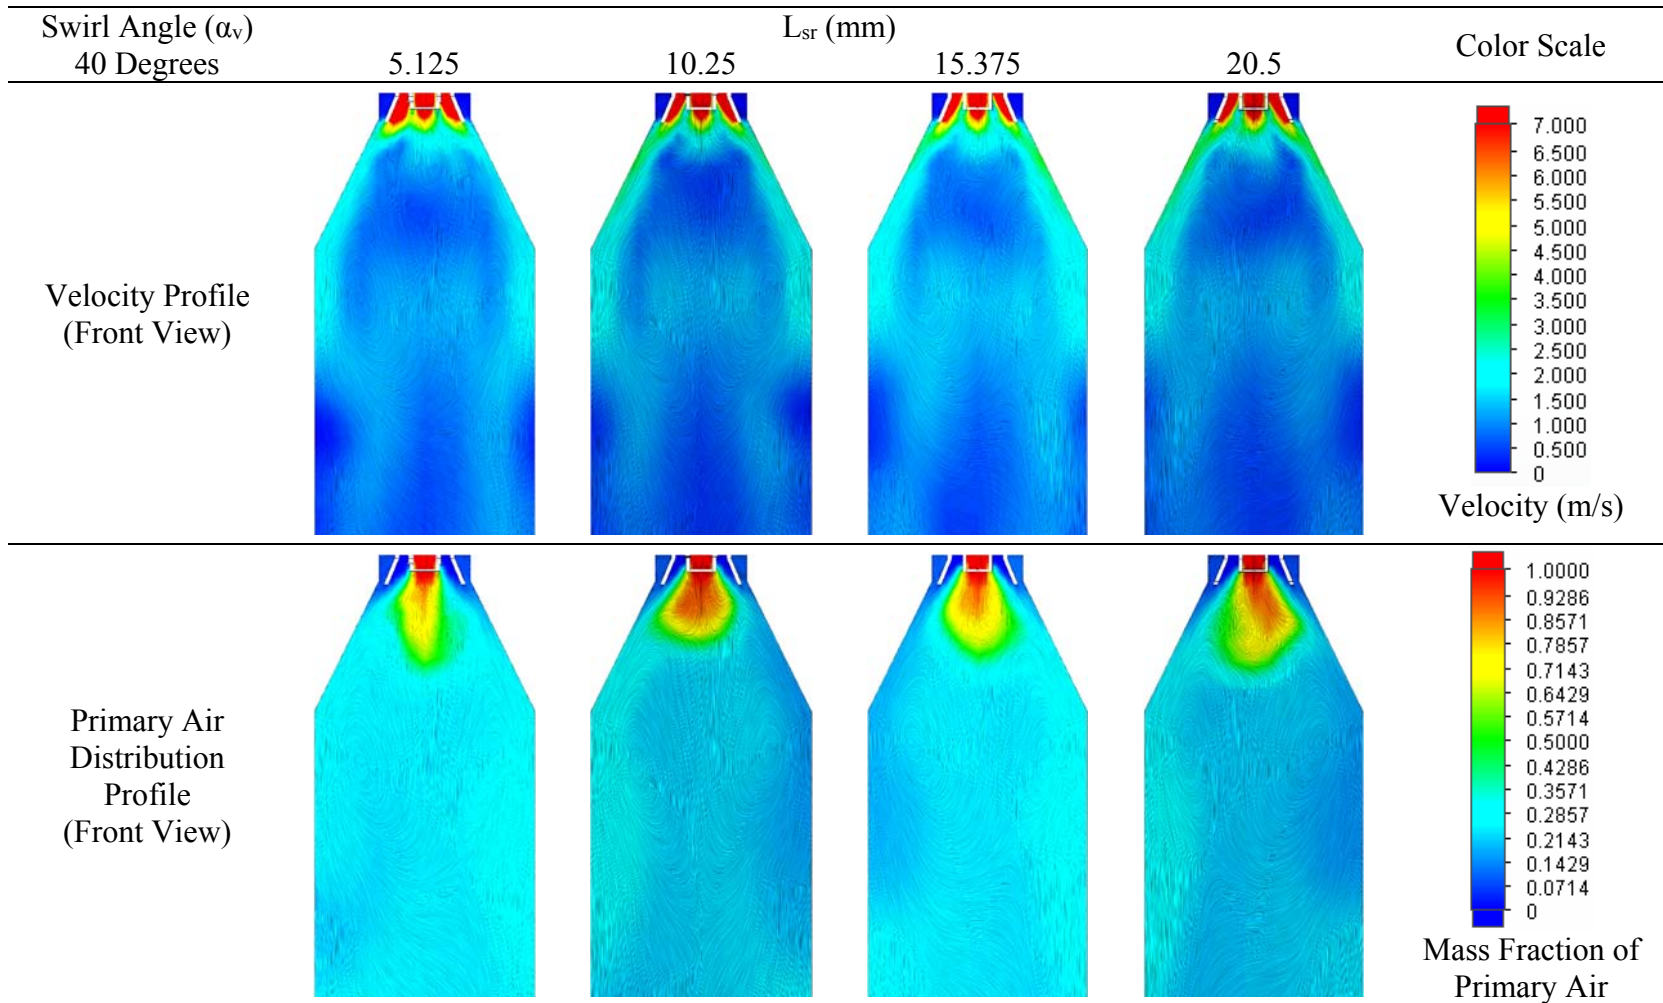 Swirl Angle (αᵥ)
40 Degrees
Lsr (mm)
5.125 10.25 15.375 20.5
Color Scale
Velocity Profile
(Front View)
7.000
6.500
6.000
5.500
5.000
4.500
4.000
3.500
3.000
2.500
2.000
1.500
1.000
0.500
0
Velocity (m/s)
Primary Air
Distribution
Profile
(Front View)
1.0000
0.9286
0.8571
0.7857
0.7143
0.6429
0.5714
0.5000
0.4286
0.3571
0.2857
0.2143
0.1429
0.0714
0
Mass Fraction of
Primary Air